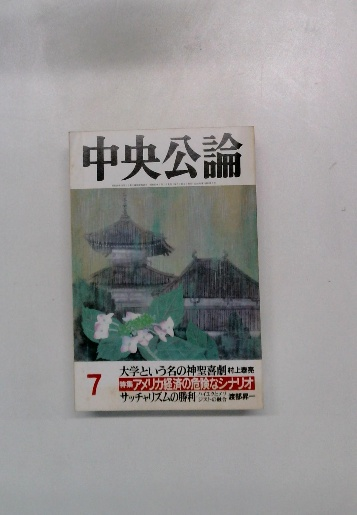 中央公論
7
大学という名の神聖喜劇 村上泰亮
特集 アメリカ経済の危険なシナリオ
サッチャリズムの勝利 渡部昇一